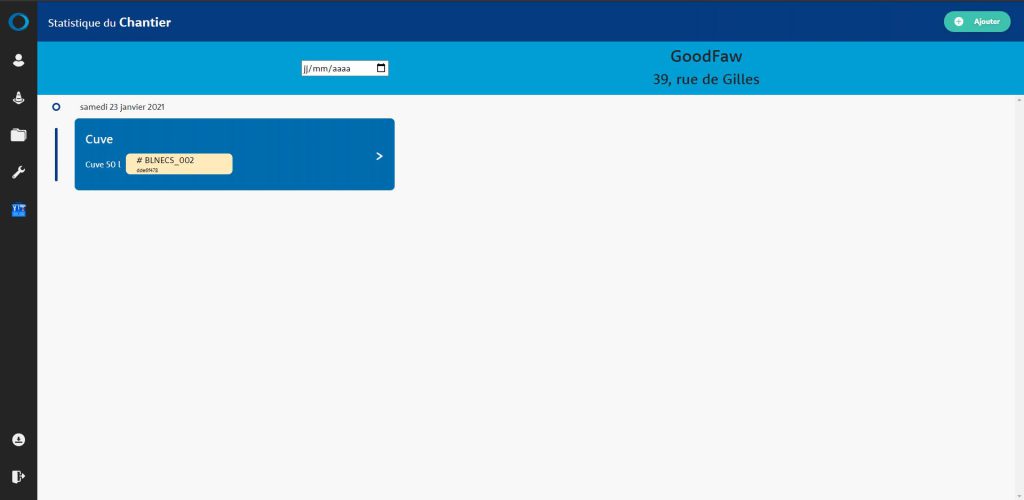 Statistique du Chantier
Ajouter
jj/mm/aaaa
GoodFaw
39, rue de Gilles
samedi 23 janvier 2021
Cuve
Cuve 50 l
# BLNECS_002